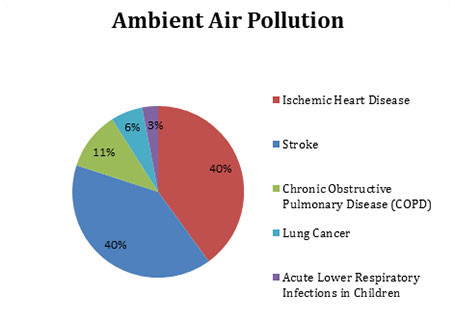 Ambient Air Pollution
3%
6%
11%
40%
40%
Ischemic Heart Disease
Stroke
Chronic Obstructive
Pulmonary Disease (COPD)
Lung Cancer
Acute Lower Respiratory
Infections in Children